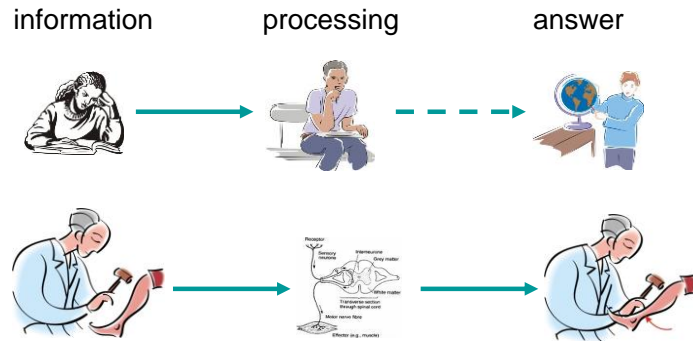 information
processing
answer
Receptor
Sensory
neurone
Interneurone
Grey matter
White matter
Transverse section
through spinal cord
Motor nerve fibre
Effector (e.g., muscle)